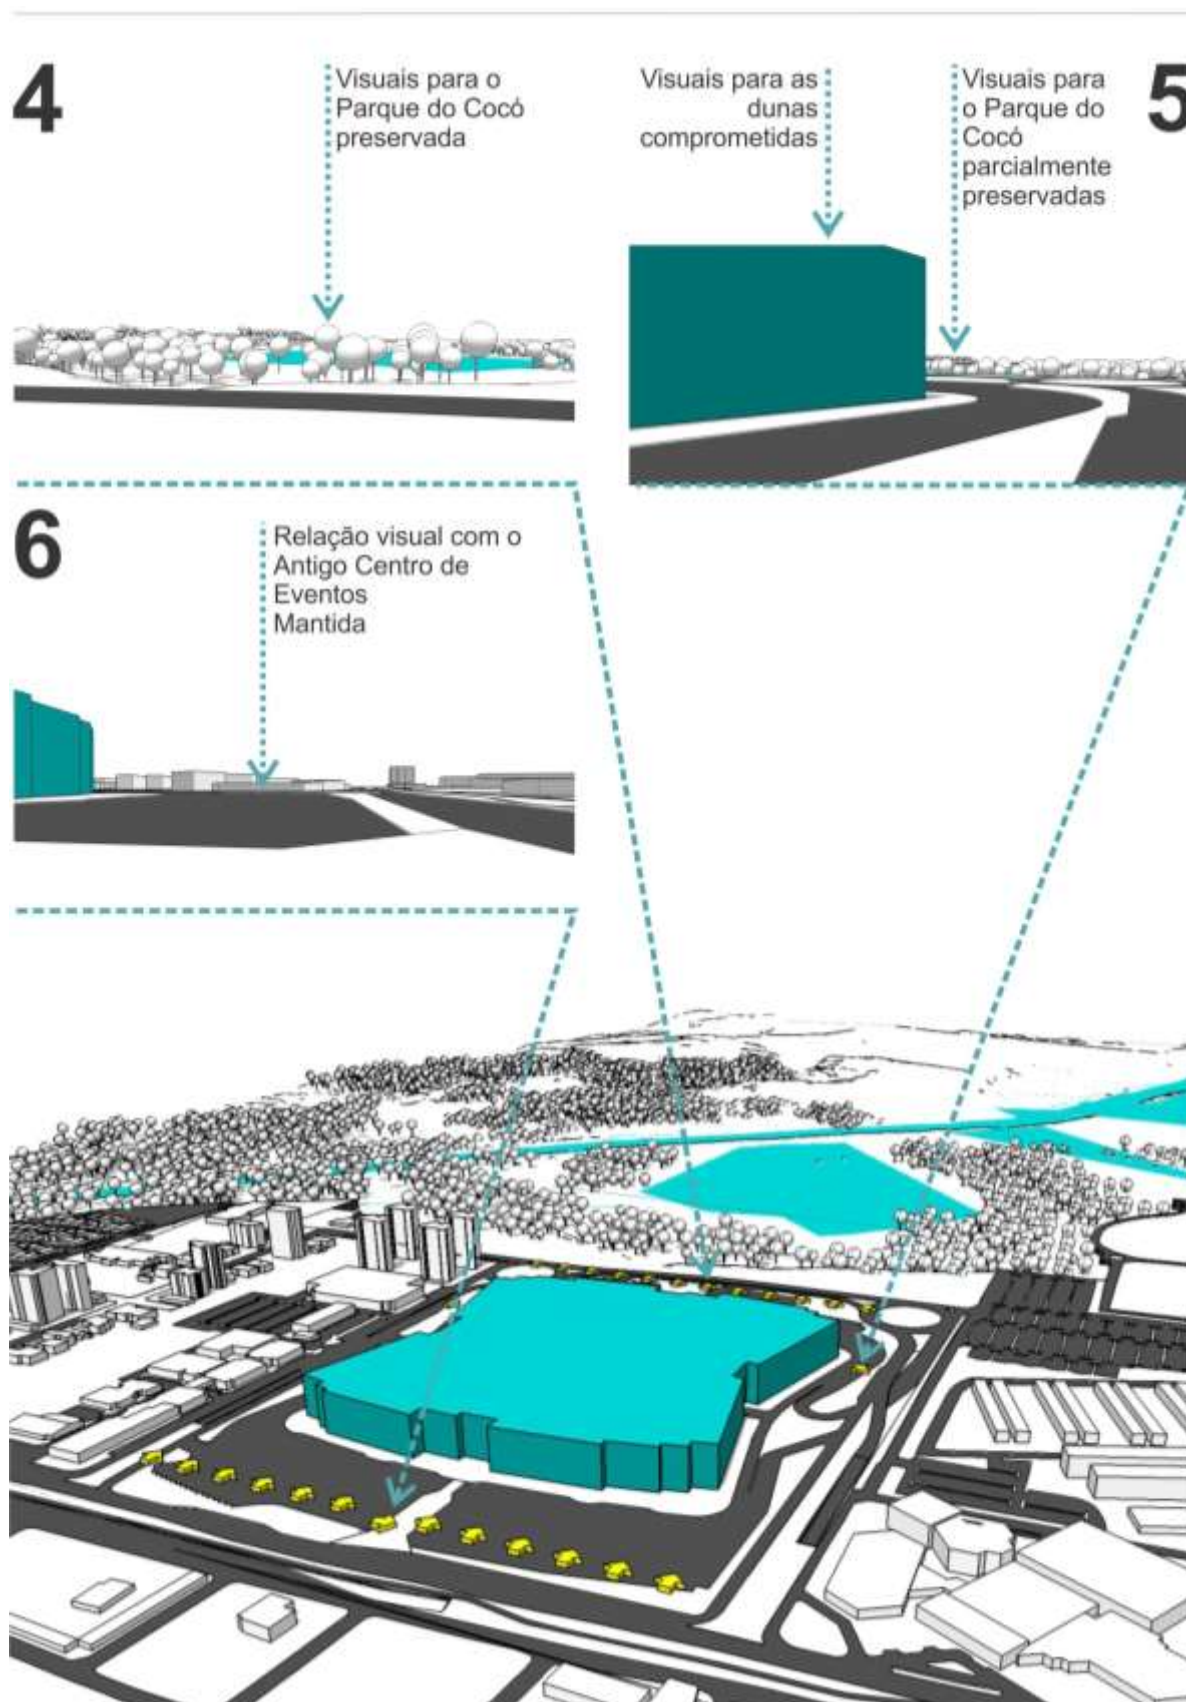 4
Visuais para o
Parque do Cocó
preservada
Visuais para as
dunas
comprometidas
Visuais para
o Parque do
Cocó
parcialmente
preservadas
5
6
Relação visual com o
Antigo Centro de
Eventos
Mantida